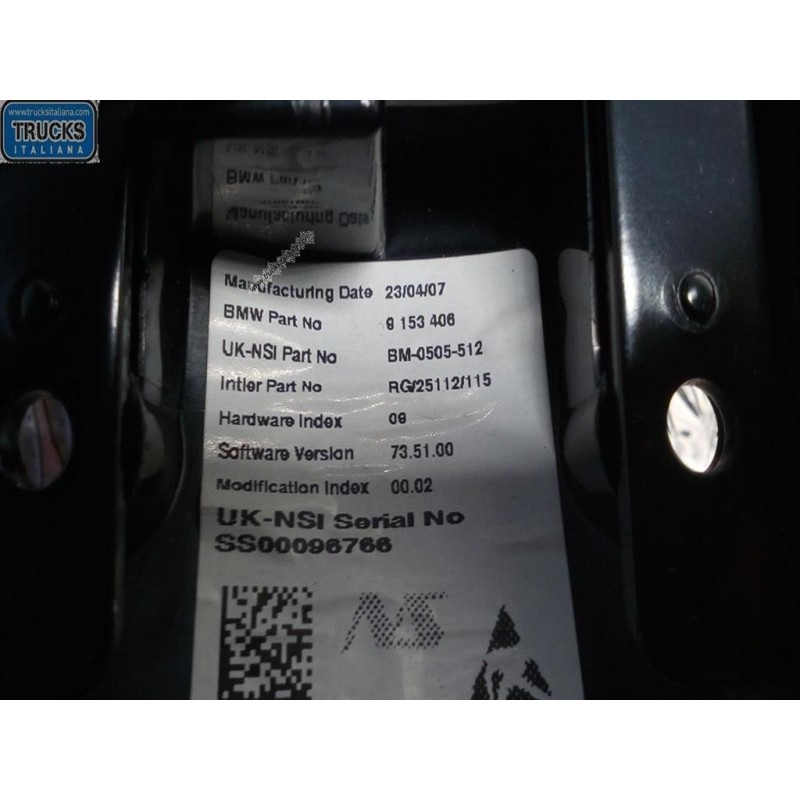 www.trucksitaliana.com
TRUCKS
ITALIANA
BMW Part No
Manufacturing Date
Manufacturing Date 23/04/07
BMW Part No 9 153 406
UK-NSI Part No BM-0505-512
Intier Part No RG/25112/115
Hardware Index 09
Software Version 73.51.00
Modification Index 00.02
UK-NSI Serial No
SS00096766
NS